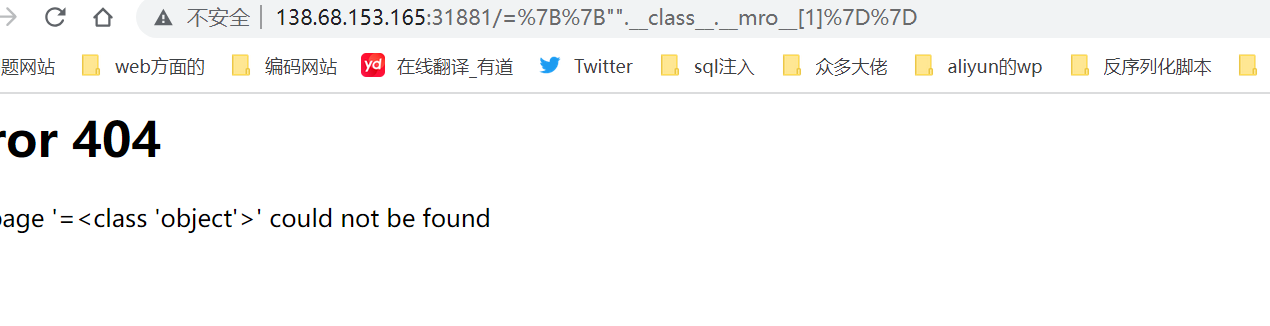 不安全 138.68.153.165:31881/=%7B%7B"".__class__.__mro__[1]%7D%7D
题网站 web方面的 编码网站 yd 在线翻译_有道 Twitter sql注入 众多大佬 aliyun的wp 反序列化脚本
ror 404
page '=<class 'object'>' could not be found